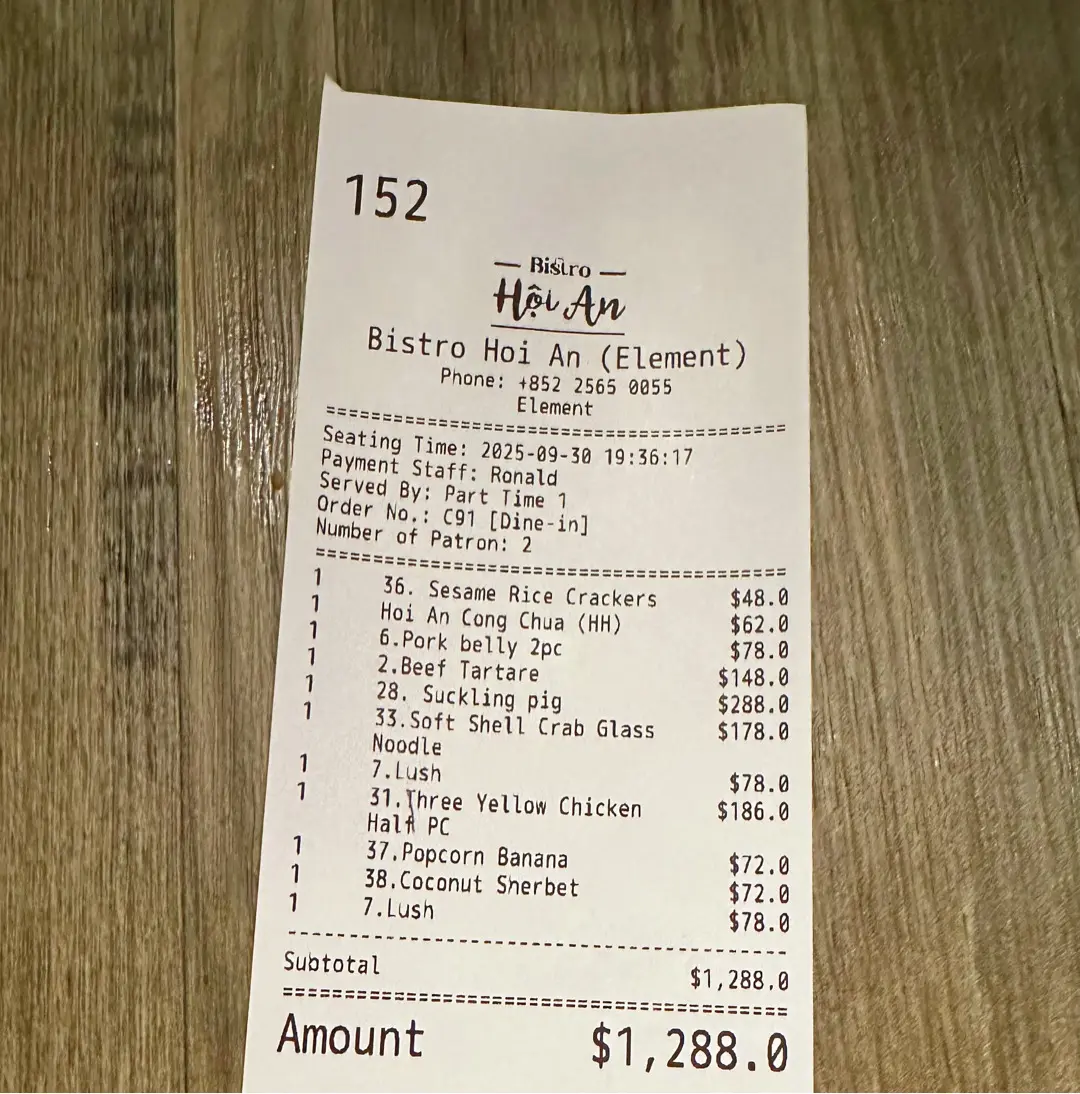 152
— Bistro —
Hội An
Bistro Hoi An (Element)
Phone: +852 2565 0055
Element
==========================================
Seating Time: 2025-09-30 19:36:17
Payment Staff: Ronald
Served By: Part Time 1
Order No.: C91 [Dine-in]
Number of Patron: 2
==========================================
1 36. Sesame Rice Crackers $48.0
1 Hoi An Cong Chua (HH) $62.0
1 6.Pork belly 2pc $78.0
1 2.Beef Tartare $148.0
1 28. Suckling pig $288.0
1 33.Soft Shell Crab Glass $178.0
Noodle
1 7.Lush $78.0
1 31.Three Yellow Chicken $186.0
Half PC
1 37.Popcorn Banana $72.0
1 38.Coconut Sherbet $72.0
1 7.Lush $78.0
------------------------------------------
Subtotal $1,288.0
==========================================
Amount $1,288.0